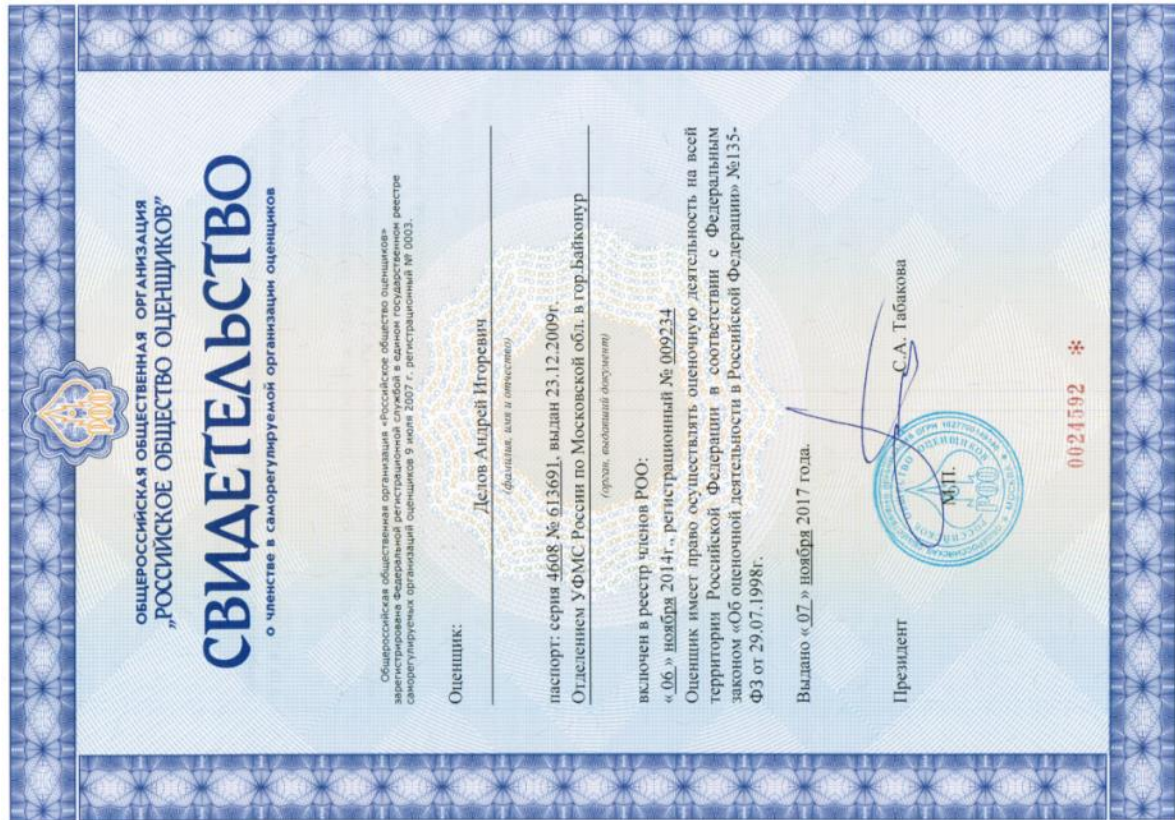 РОО
ОБЩЕРОССИЙСКАЯ ОБЩЕСТВЕННАЯ ОРГАНИЗАЦИЯ
„РОССИЙСКОЕ ОБЩЕСТВО ОЦЕНЩИКОВ”
СВИДЕТЕЛЬСТВО
о членстве в саморегулируемой организации оценщиков
Общероссийская общественная организация «Российское общество оценщиков»
зарегистрирована Федеральной регистрационной службой в едином государственном реестре
саморегулируемых организаций оценщиков 9 июля 2007 г. регистрационный № 0003.
Оценщик:
Делов Андрей Игоревич
(фамилия, имя и отчество)
паспорт: серия 4608 № 613691, выдан 23.12.2009г.
Отделением УФМС России по Московской обл. в гор.Байконур
(орган, выдавший документ)
включен в реестр членов РОО:
« 06 » ноября 2014г., регистрационный № 009234
Оценщик имеет право осуществлять оценочную деятельность на всей
территории Российской Федерации в соответствии с Федеральным
законом «Об оценочной деятельности в Российской Федерации» №135-
ФЗ от 29.07.1998г.
Выдано « 07 » ноября 2017 года.
Президент
С.А. Табакова
М.П.
РОО
0024592 *